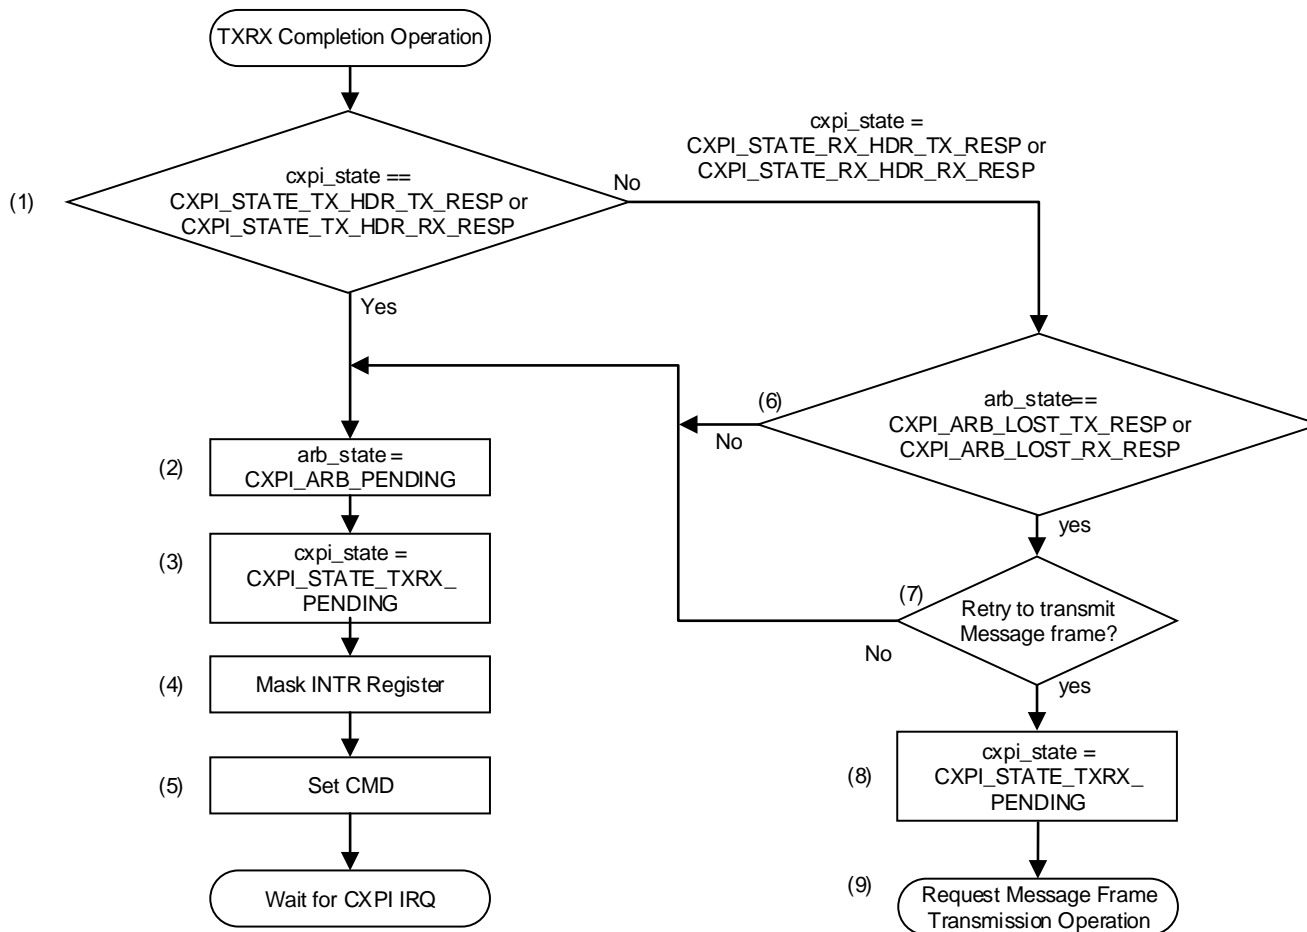 TXRX Completion Operation
cxpi_state =
CXPI_STATE_RX_HDR_TX_RESP or
CXPI_STATE_RX_HDR_RX_RESP
(1)
cxpi_state ==
CXPI_STATE_TX_HDR_TX_RESP or
CXPI_STATE_TX_HDR_RX_RESP
No
Yes
(6)
arb_state==
CXPI_ARB_LOST_TX_RESP or
CXPI_ARB_LOST_RX_RESP
No
yes
(2)
arb_state =
CXPI_ARB_PENDING
(3)
cxpi_state =
CXPI_STATE_TXRX_
PENDING
(7)
Retry to transmit
Message frame?
No
yes
(4)
Mask INTR Register
(5)
Set CMD
(8)
cxpi_state =
CXPI_STATE_TXRX_
PENDING
Wait for CXPI IRQ
(9)
Request Message Frame
Transmission Operation